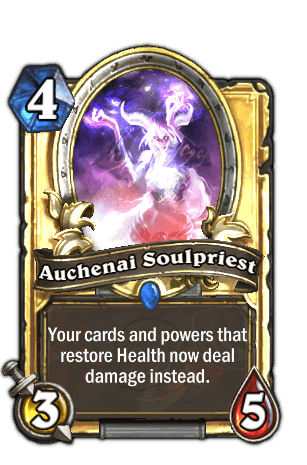 4
Auchenai Soulpriest
Your cards and powers that
restore Health now deal
damage instead.
3
5